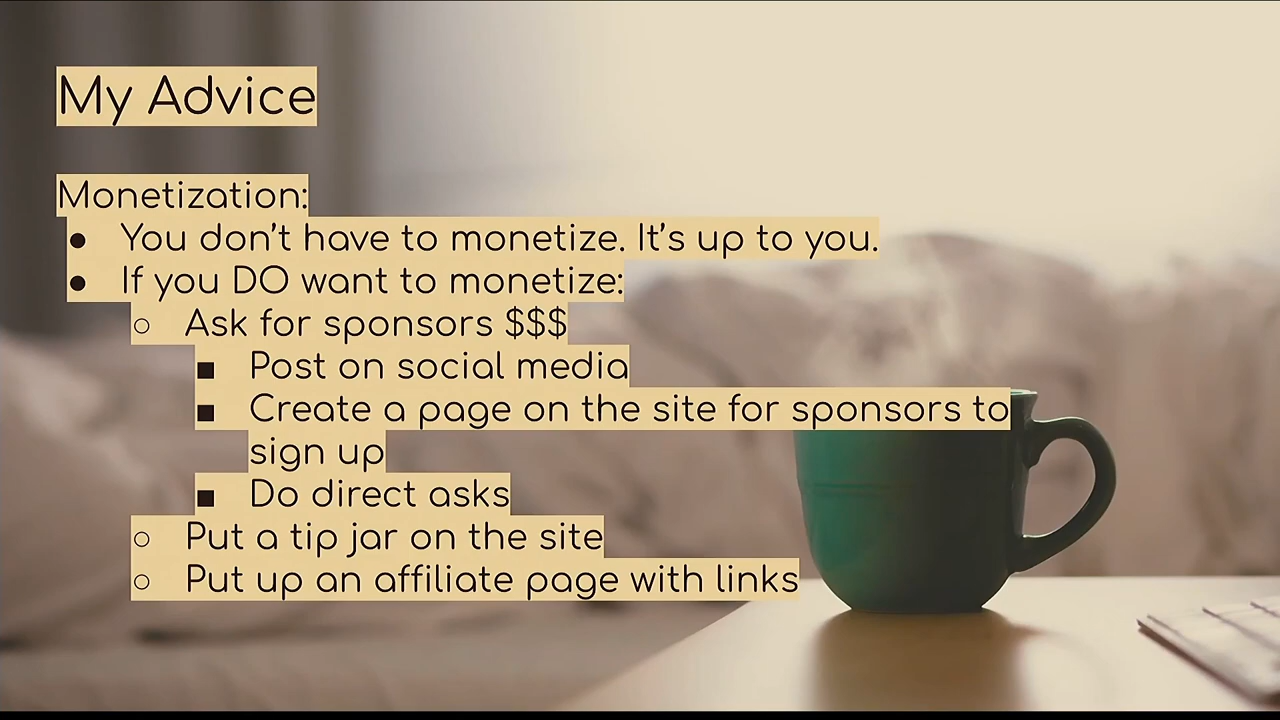 My Advice
Monetization:
● You don't have to monetize. It's up to you.
● If you DO want to monetize:
○ Ask for sponsors $$$
■ Post on social media
■ Create a page on the site for sponsors to
sign up
■ Do direct asks
○ Put a tip jar on the site
○ Put up an affiliate page with links